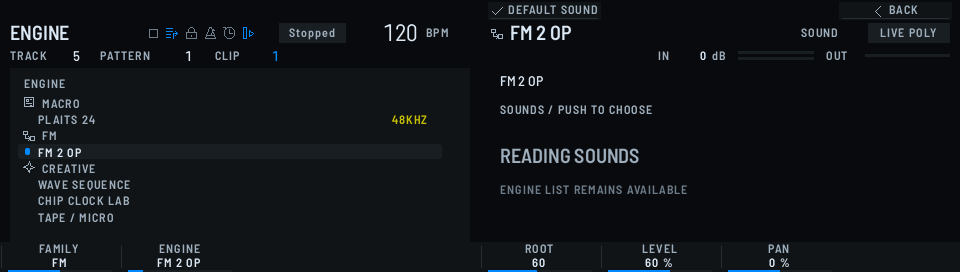 DEFAULT SOUND
BACK
ENGINE
Stopped
120 BPM
FM 2 OP
SOUND
LIVE POLY
TRACK 5 PATTERN 1 CLIP 1
IN 0 dB OUT
ENGINE
MACRO
PLAITS 24 48KHZ
FM
FM 2 OP
CREATIVE
WAVE SEQUENCE
CHIP CLOCK LAB
TAPE / MICRO
FM 2 OP
SOUNDS / PUSH TO CHOOSE
READING SOUNDS
ENGINE LIST REMAINS AVAILABLE
FAMILY ENGINE ROOT LEVEL PAN
FM FM 2 OP 60 60 % 0 %